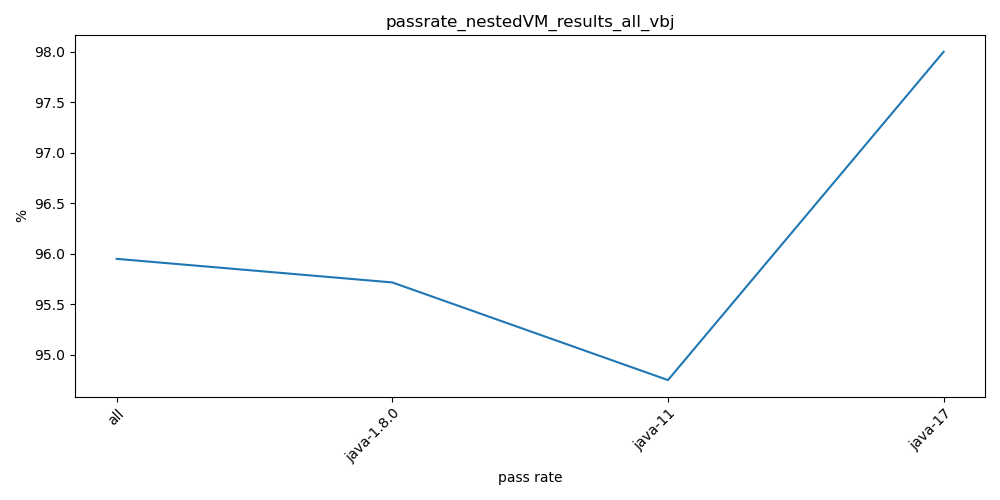 passrate_nestedVM_results_all_vbj
98.0
97.5
97.0
96.5
96.0
95.5
95.0
%
all
java-1.8.0
java-11
java-17
pass rate